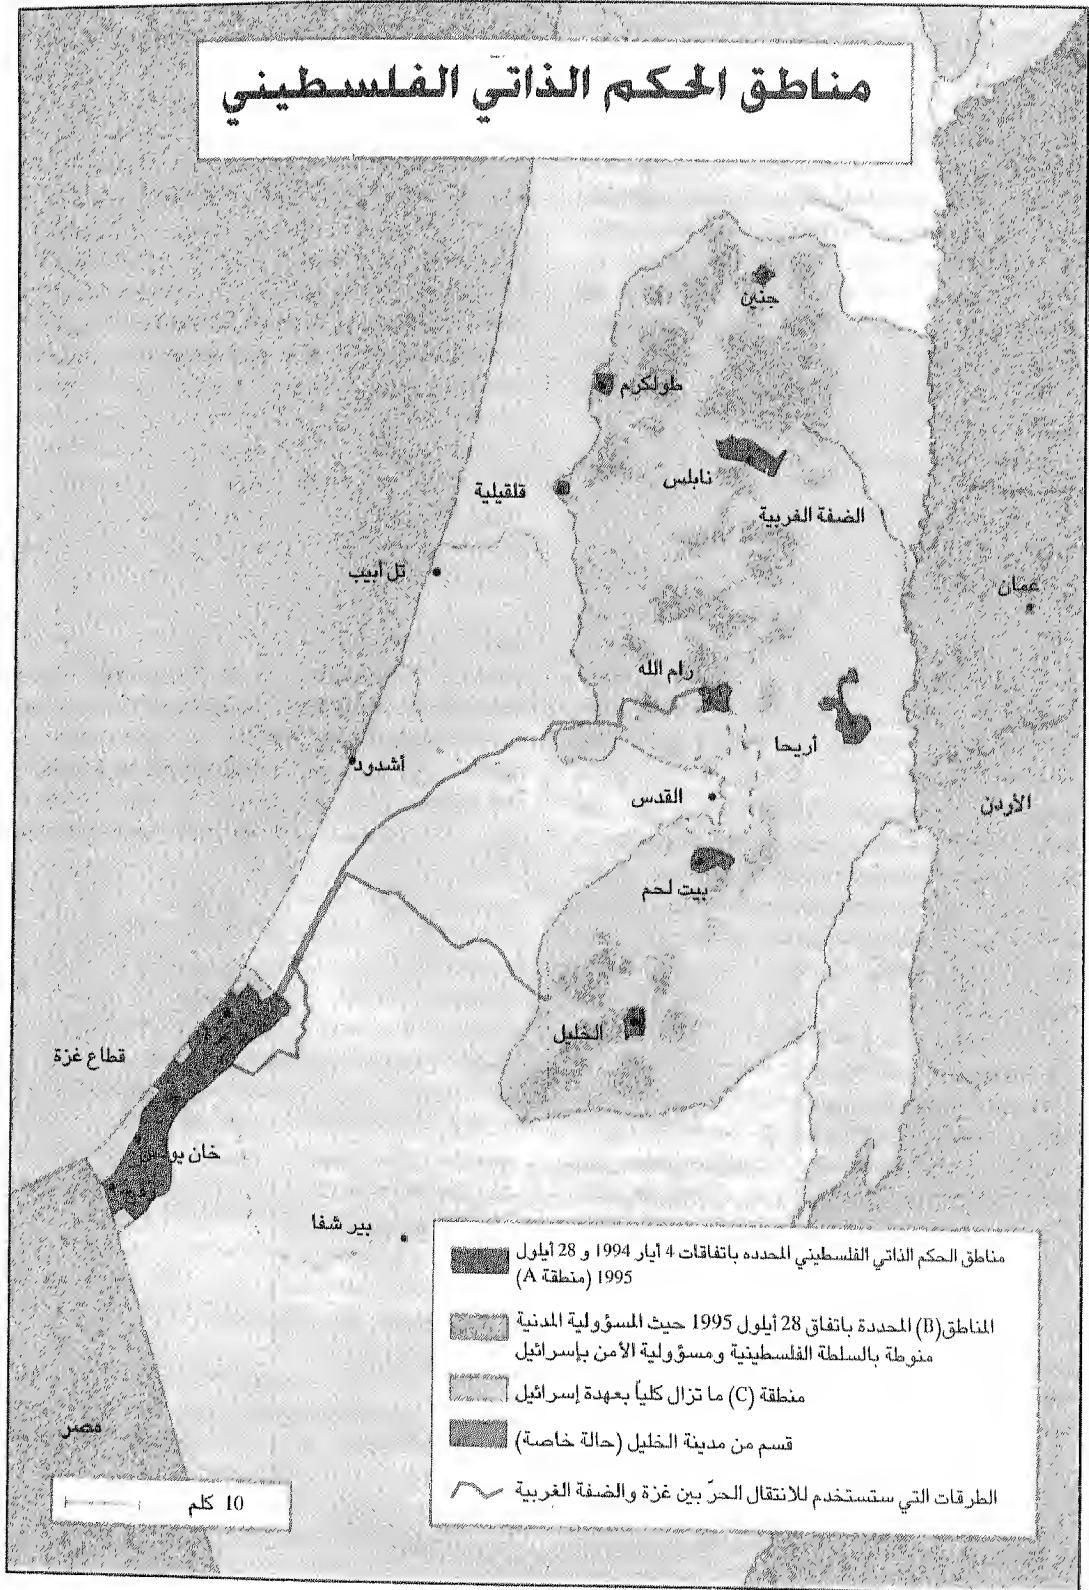 مناطق الحكم الذاتي الفلسطيني
جنين
طولكرم
نابلس
قلقيلية
الضفة الغربية
تل أبيب
عمان
رام الله
أريحا
أشدود
القدس
الأردن
بيت لحم
الخليل
قطاع غزة
خان يونس
بير شفا
مناطق الحكم الذاتي الفلسطيني المحدده باتفاقات 4 أيار 1994 و 28 أيلول
1995 (منطقة A)
المناطق(B) المحددة باتفاق 28 أيلول 1995 حيث المسؤولية المدنية
منوطة بالسلطة الفلسطينية ومسؤولية الأمن بإسرائيل
منطقة (C) ما تزال كلياً بعهدة إسرائيل
مصر
قسم من مدينة الخليل (حالة خاصة)
الطرقات التي ستستخدم للانتقال الحرّ بين غزة والضفة الغربية
10 كلم